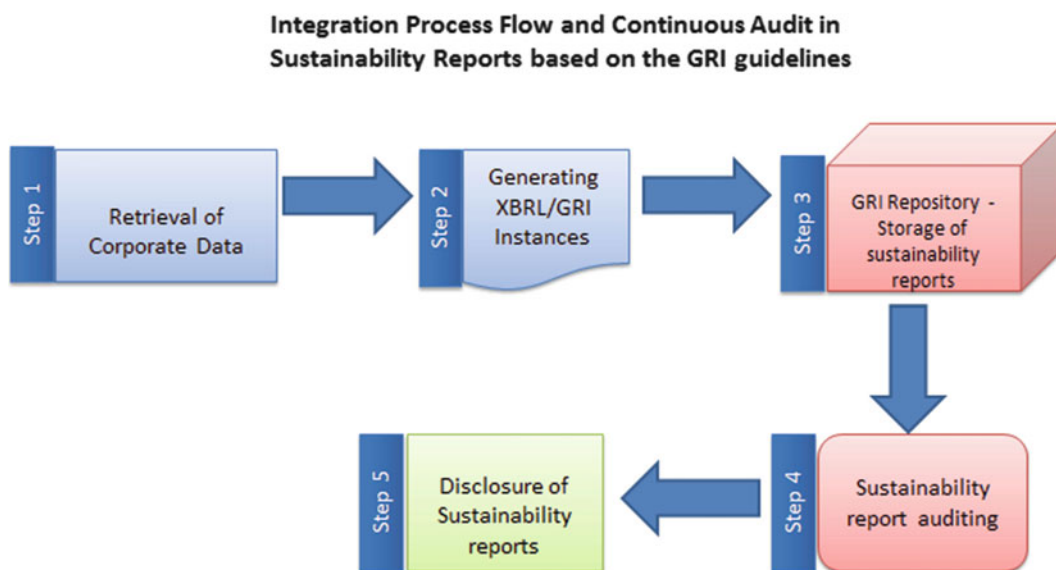 Integration Process Flow and Continuous Audit in
Sustainability Reports based on the GRI guidelines
Step 1
Retrieval of
Corporate Data
Step 2
Generating
XBRL/GRI
Instances
Step 3
GRI Repository -
Storage of
sustainability
reports
Step 4
Sustainability
report auditing
Step 5
Disclosure of
Sustainability
reports